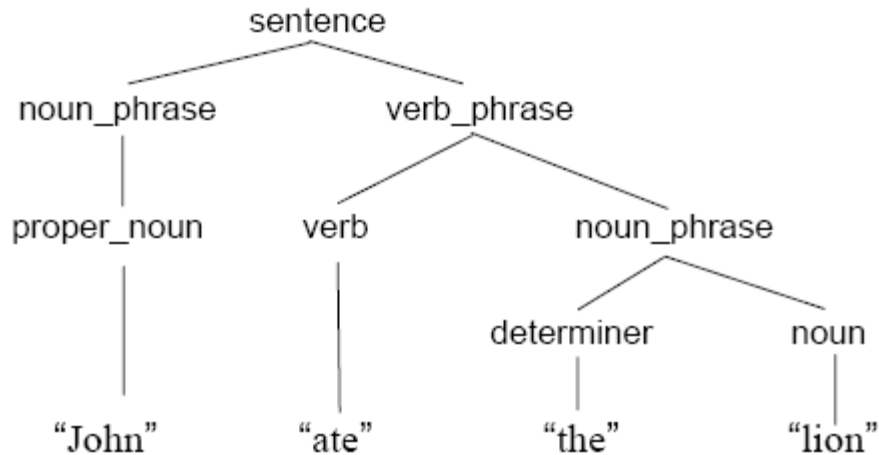 sentence
noun_phrase verb_phrase
proper_noun verb noun_phrase
determiner noun
“John” “ate” “the” “lion”